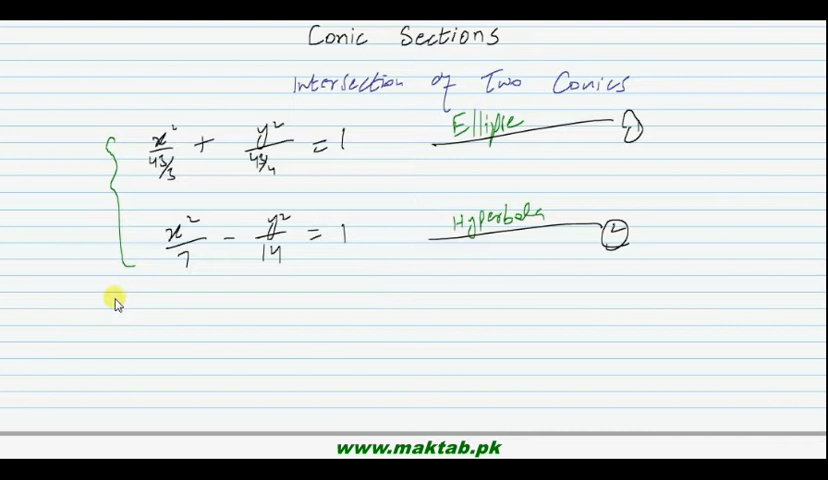 Conic Sections
Intersection of Two Conics
x²/43/3 + y²/43/4 = 1 Ellipse 1
x²/7 - y²/14 = 1 Hyperbola 2
www.maktab.pk